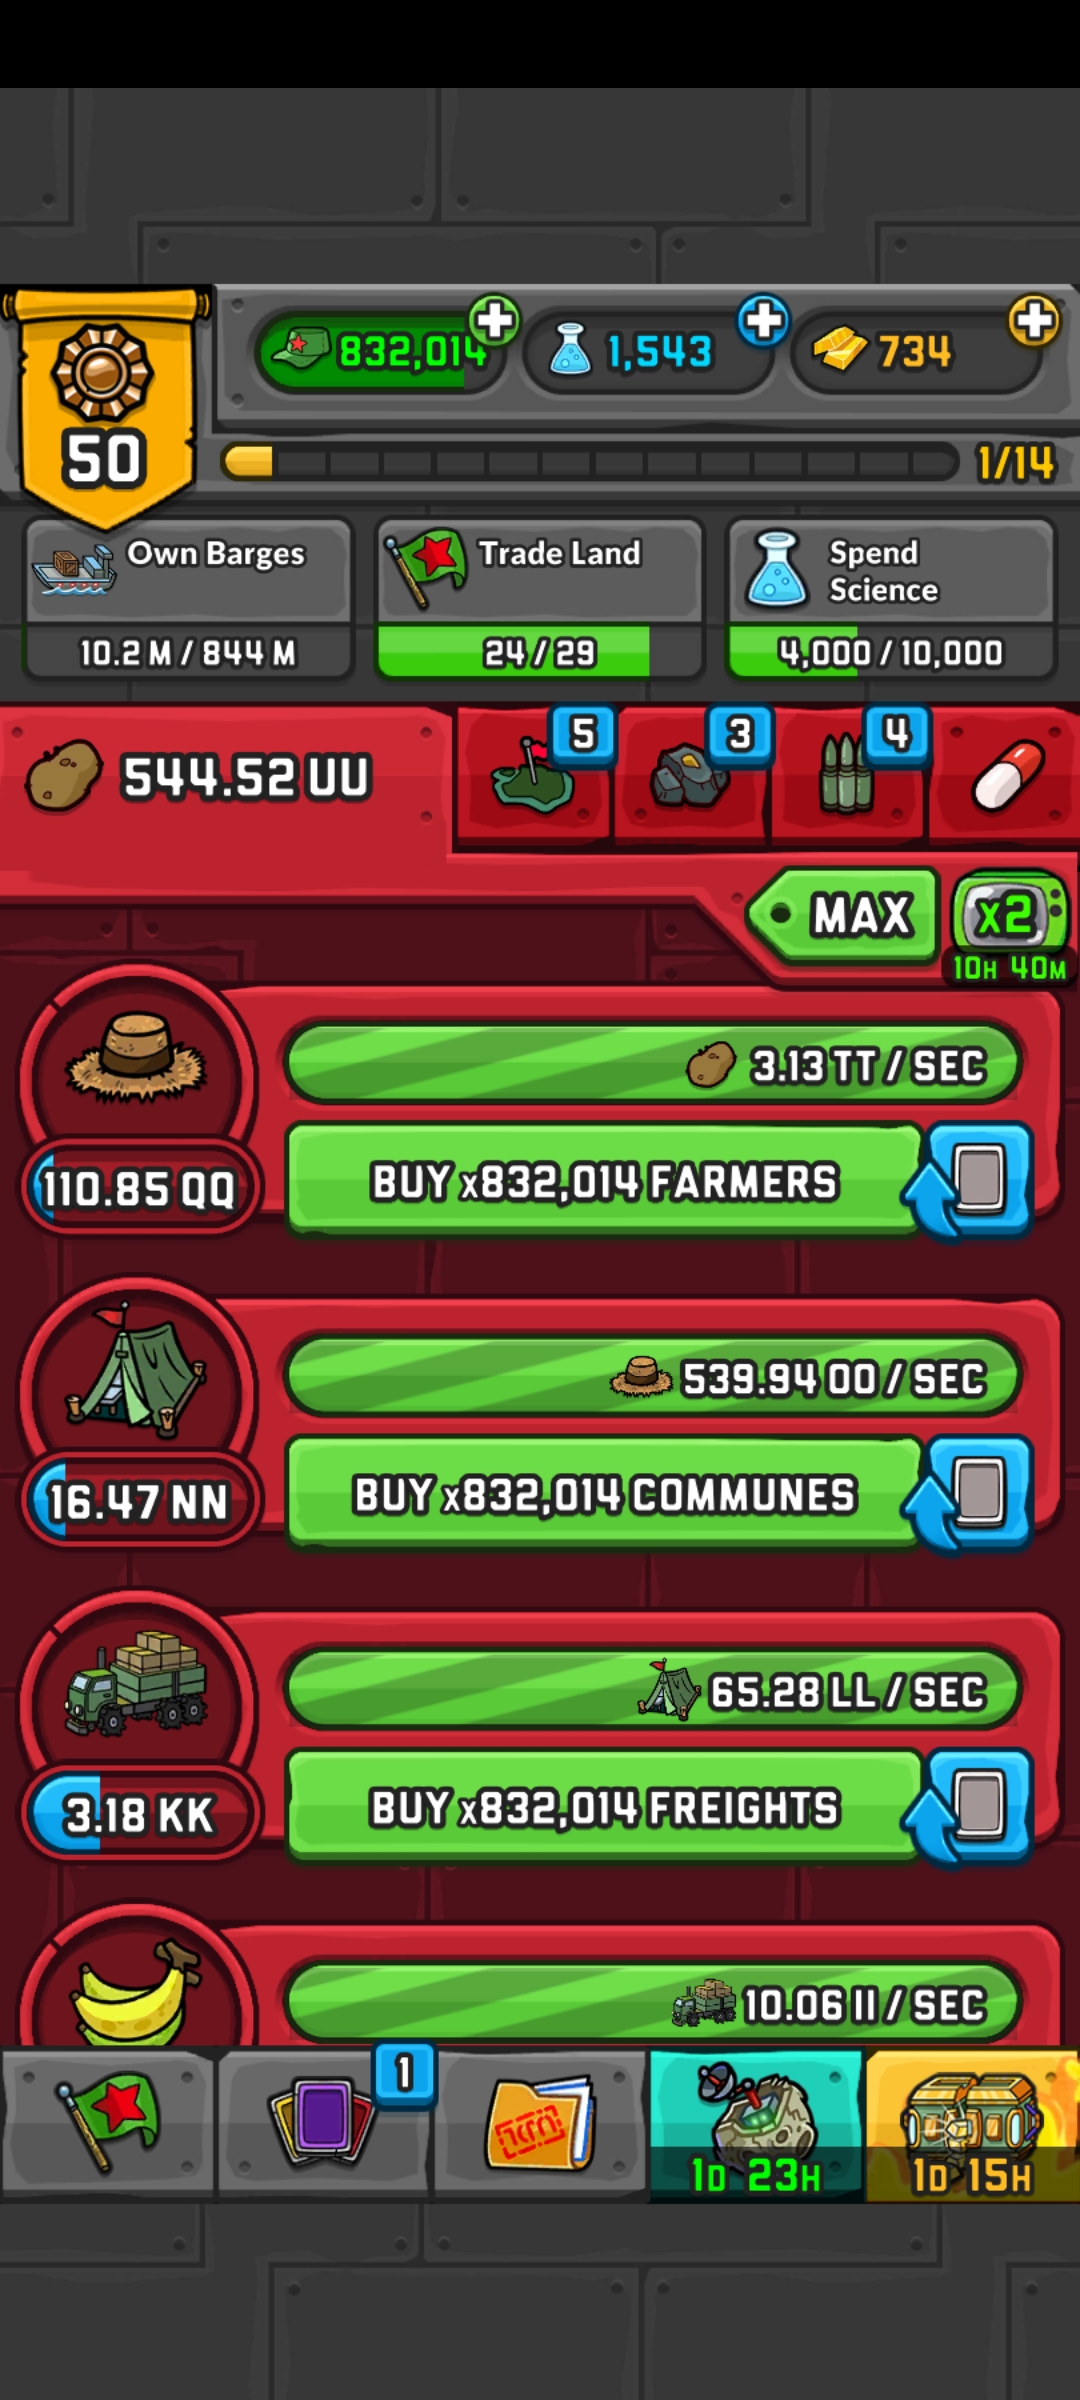 832,014
1,543
734
50
1/14
Own Barges
10.2 M / 844 M
Trade Land
24 / 29
Spend
Science
4,000 / 10,000
544.52 UU
5
3
4
MAX
x2
10H 40M
3.13 TT / SEC
110.85 QQ
BUY x832,014 FARMERS
539.94 OO / SEC
16.47 NN
BUY x832,014 COMMUNES
65.28 LL / SEC
3.18 KK
BUY x832,014 FREIGHTS
10.06 II / SEC
1
1D 23H
1D 15H